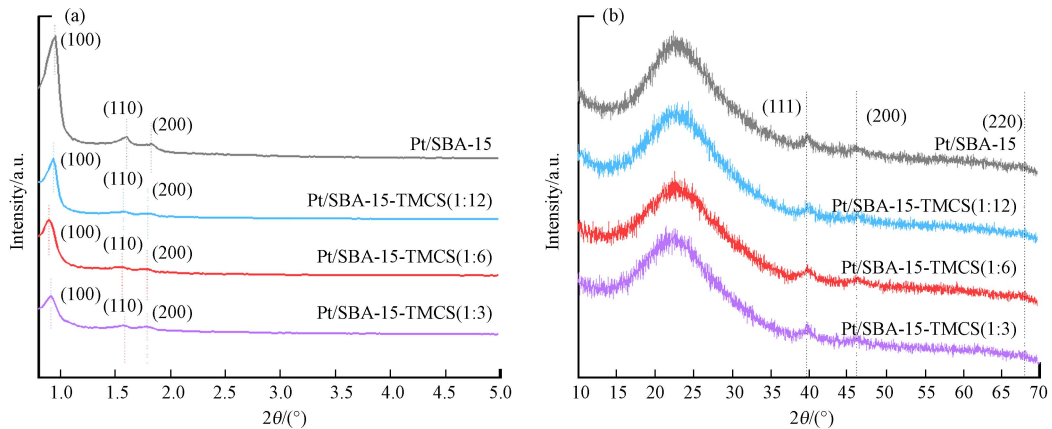 (a)
(100)
(110)
(200)
Pt/SBA-15
(100)
(110)
(200)
Pt/SBA-15-TMCS(1:12)
(100)
(110)
(200)
Pt/SBA-15-TMCS(1:6)
(100)
(110)
(200)
Pt/SBA-15-TMCS(1:3)
Intensity/a.u.
1.0 1.5 2.0 2.5 3.0 3.5 4.0 4.5 5.0
2θ/(°)
(b)
(111)
(200)
(220)
Pt/SBA-15
Pt/SBA-15-TMCS(1:12)
Pt/SBA-15-TMCS(1:6)
Pt/SBA-15-TMCS(1:3)
Intensity/a.u.
10 15 20 25 30 35 40 45 50 55 60 65 70
2θ/(°)